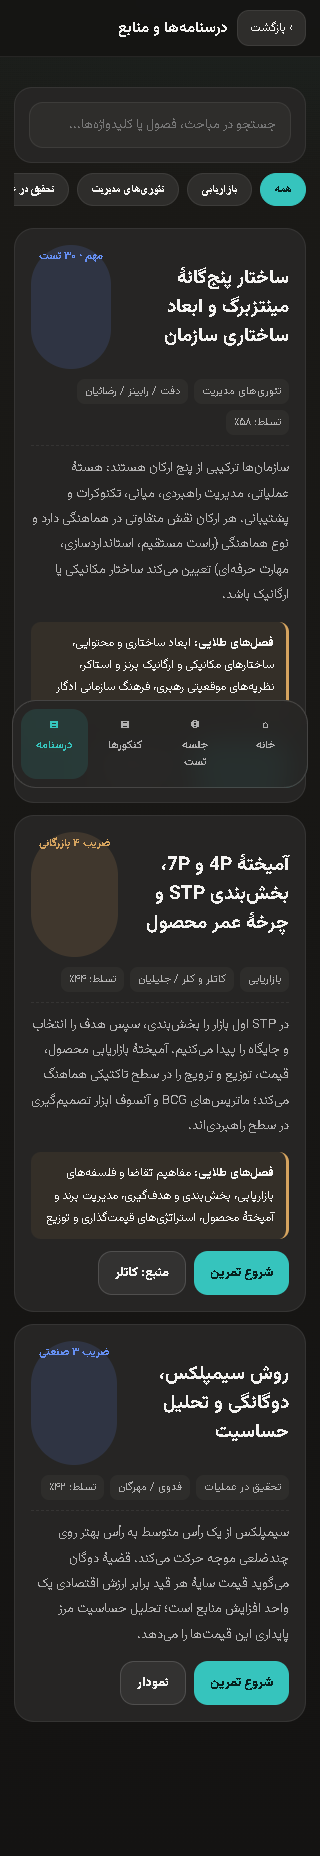 ‹ بازگشت
درسنامه‌ها و منابع
جستجو در مباحث، فصول یا کلیدواژه‌ها...
همه
بازاریابی
تئوری‌های مدیریت
تحقیق در
ساختار پنج‌گانهٔ
مینتزبرگ و ابعاد
ساختاری سازمان
مهم · ۳۰ تست
تئوری‌های مدیریت
دفت / رابینز / رضائیان
تسلط: ۵۸٪
سازمان‌ها ترکیبی از پنج ارکان هستند: هستهٔ
عملیاتی، مدیریت راهبردی، میانی، تکنوکرات و
پشتیبانی. هر ارکان نقش متفاوتی در هماهنگی دارد و
نوع هماهنگی (راست مستقیم، استانداردسازی،
مهارت حرفه‌ای) تعیین می‌کند ساختار مکانیکی یا
ارگانیک باشد.
فصل‌های طلایی: ابعاد ساختاری و محتوایی،
ساختارهای مکانیکی و ارگانیک برنز و استاکر،
نظریه‌های موقعیتی رهبری، فرهنگ سازمانی ادگار
خانه
جلسه
تست
کنکورها
درسنامه
آمیختهٔ 4P و 7P،
بخش‌بندی STP و
چرخهٔ عمر محصول
ضریب ۴ بازرگانی
بازاریابی
کاتلر و کلر / جلیلیان
تسلط: ۴۴٪
در STP اول بازار را بخش‌بندی، سپس هدف را انتخاب
و جایگاه را پیدا می‌کنیم. آمیختهٔ بازاریابی محصول،
قیمت، توزیع و ترویج را در سطح تاکتیکی هماهنگ
می‌کند؛ ماتریس‌های BCG و آنسوف ابزار تصمیم‌گیری
در سطح راهبردی‌اند.
فصل‌های طلایی: مفاهیم تقاضا و فلسفه‌های
بازاریابی، بخش‌بندی و هدف‌گیری، مدیریت برند و
آمیختهٔ محصول، استراتژی‌های قیمت‌گذاری و توزیع
شروع تمرین
منبع: کاتلر
روش سیمپلکس،
دوگانگی و تحلیل
حساسیت
ضریب ۳ صنعتی
تحقیق در عملیات
فدوی / مهرگان
تسلط: ۴۲٪
سیمپلکس از یک رأس متوسط به رأس بهتر روی
چندضلعی موجه حرکت می‌کند. قضیهٔ دوگان
می‌گوید قیمت سایهٔ هر قید برابر ارزش اقتصادی یک
واحد افزایش منابع است؛ تحلیل حساسیت مرز
پایداری این قیمت‌ها را می‌دهد.
شروع تمرین
نمودار